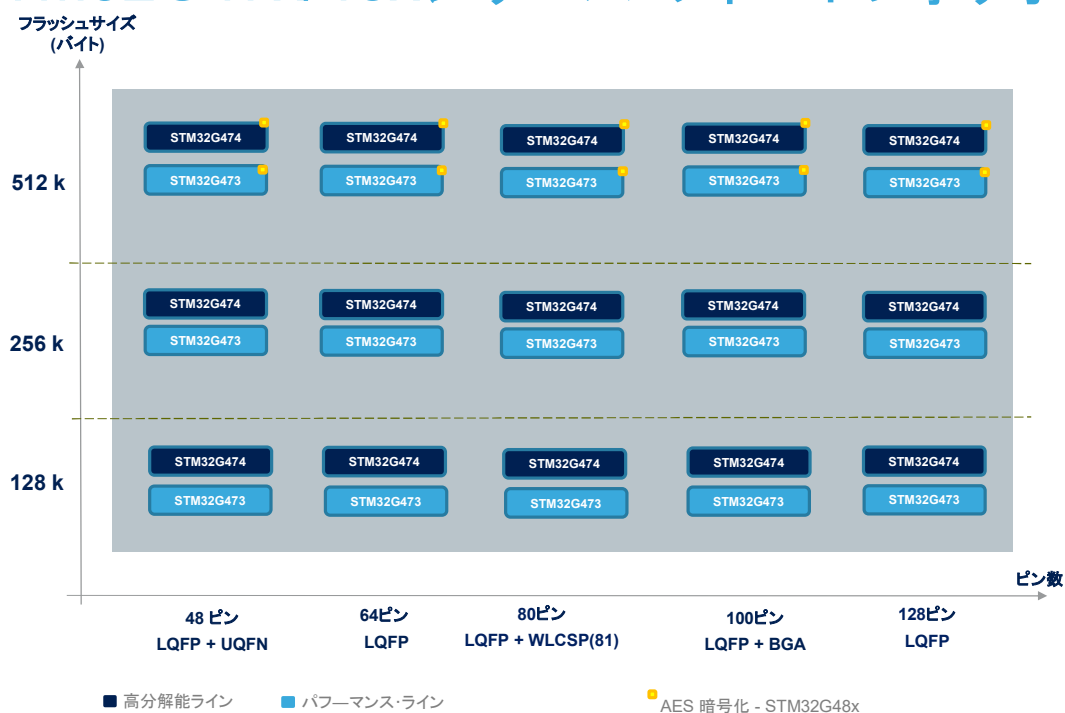 フラッシュサイズ
(バイト)
512 k
STM32G474 STM32G474 STM32G474 STM32G474 STM32G474
STM32G473 STM32G473 STM32G473 STM32G473 STM32G473
256 k
STM32G474 STM32G474 STM32G474 STM32G474 STM32G474
STM32G473 STM32G473 STM32G473 STM32G473 STM32G473
128 k
STM32G474 STM32G474 STM32G474 STM32G474 STM32G474
STM32G473 STM32G473 STM32G473 STM32G473 STM32G473
ピン数
48 ピン 64ピン 80ピン 100ピン 128ピン
LQFP + UQFN LQFP LQFP + WLCSP(81) LQFP + BGA LQFP
高分解能ライン パフーマンス·ライン AES 暗号化 - STM32G48x